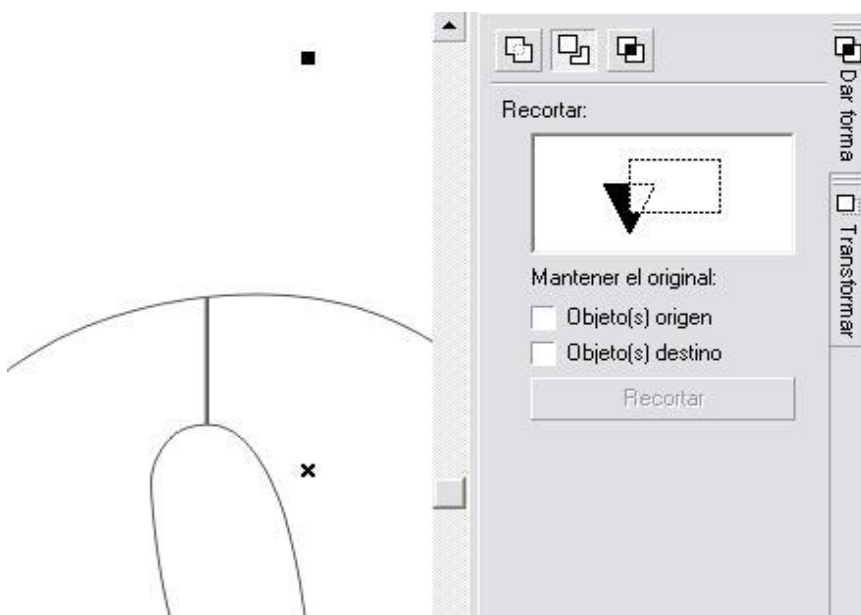 Recortar:
Mantener el original:
Objeto(s) origen
Objeto(s) destino
Recortar
Dar forma
Transformar